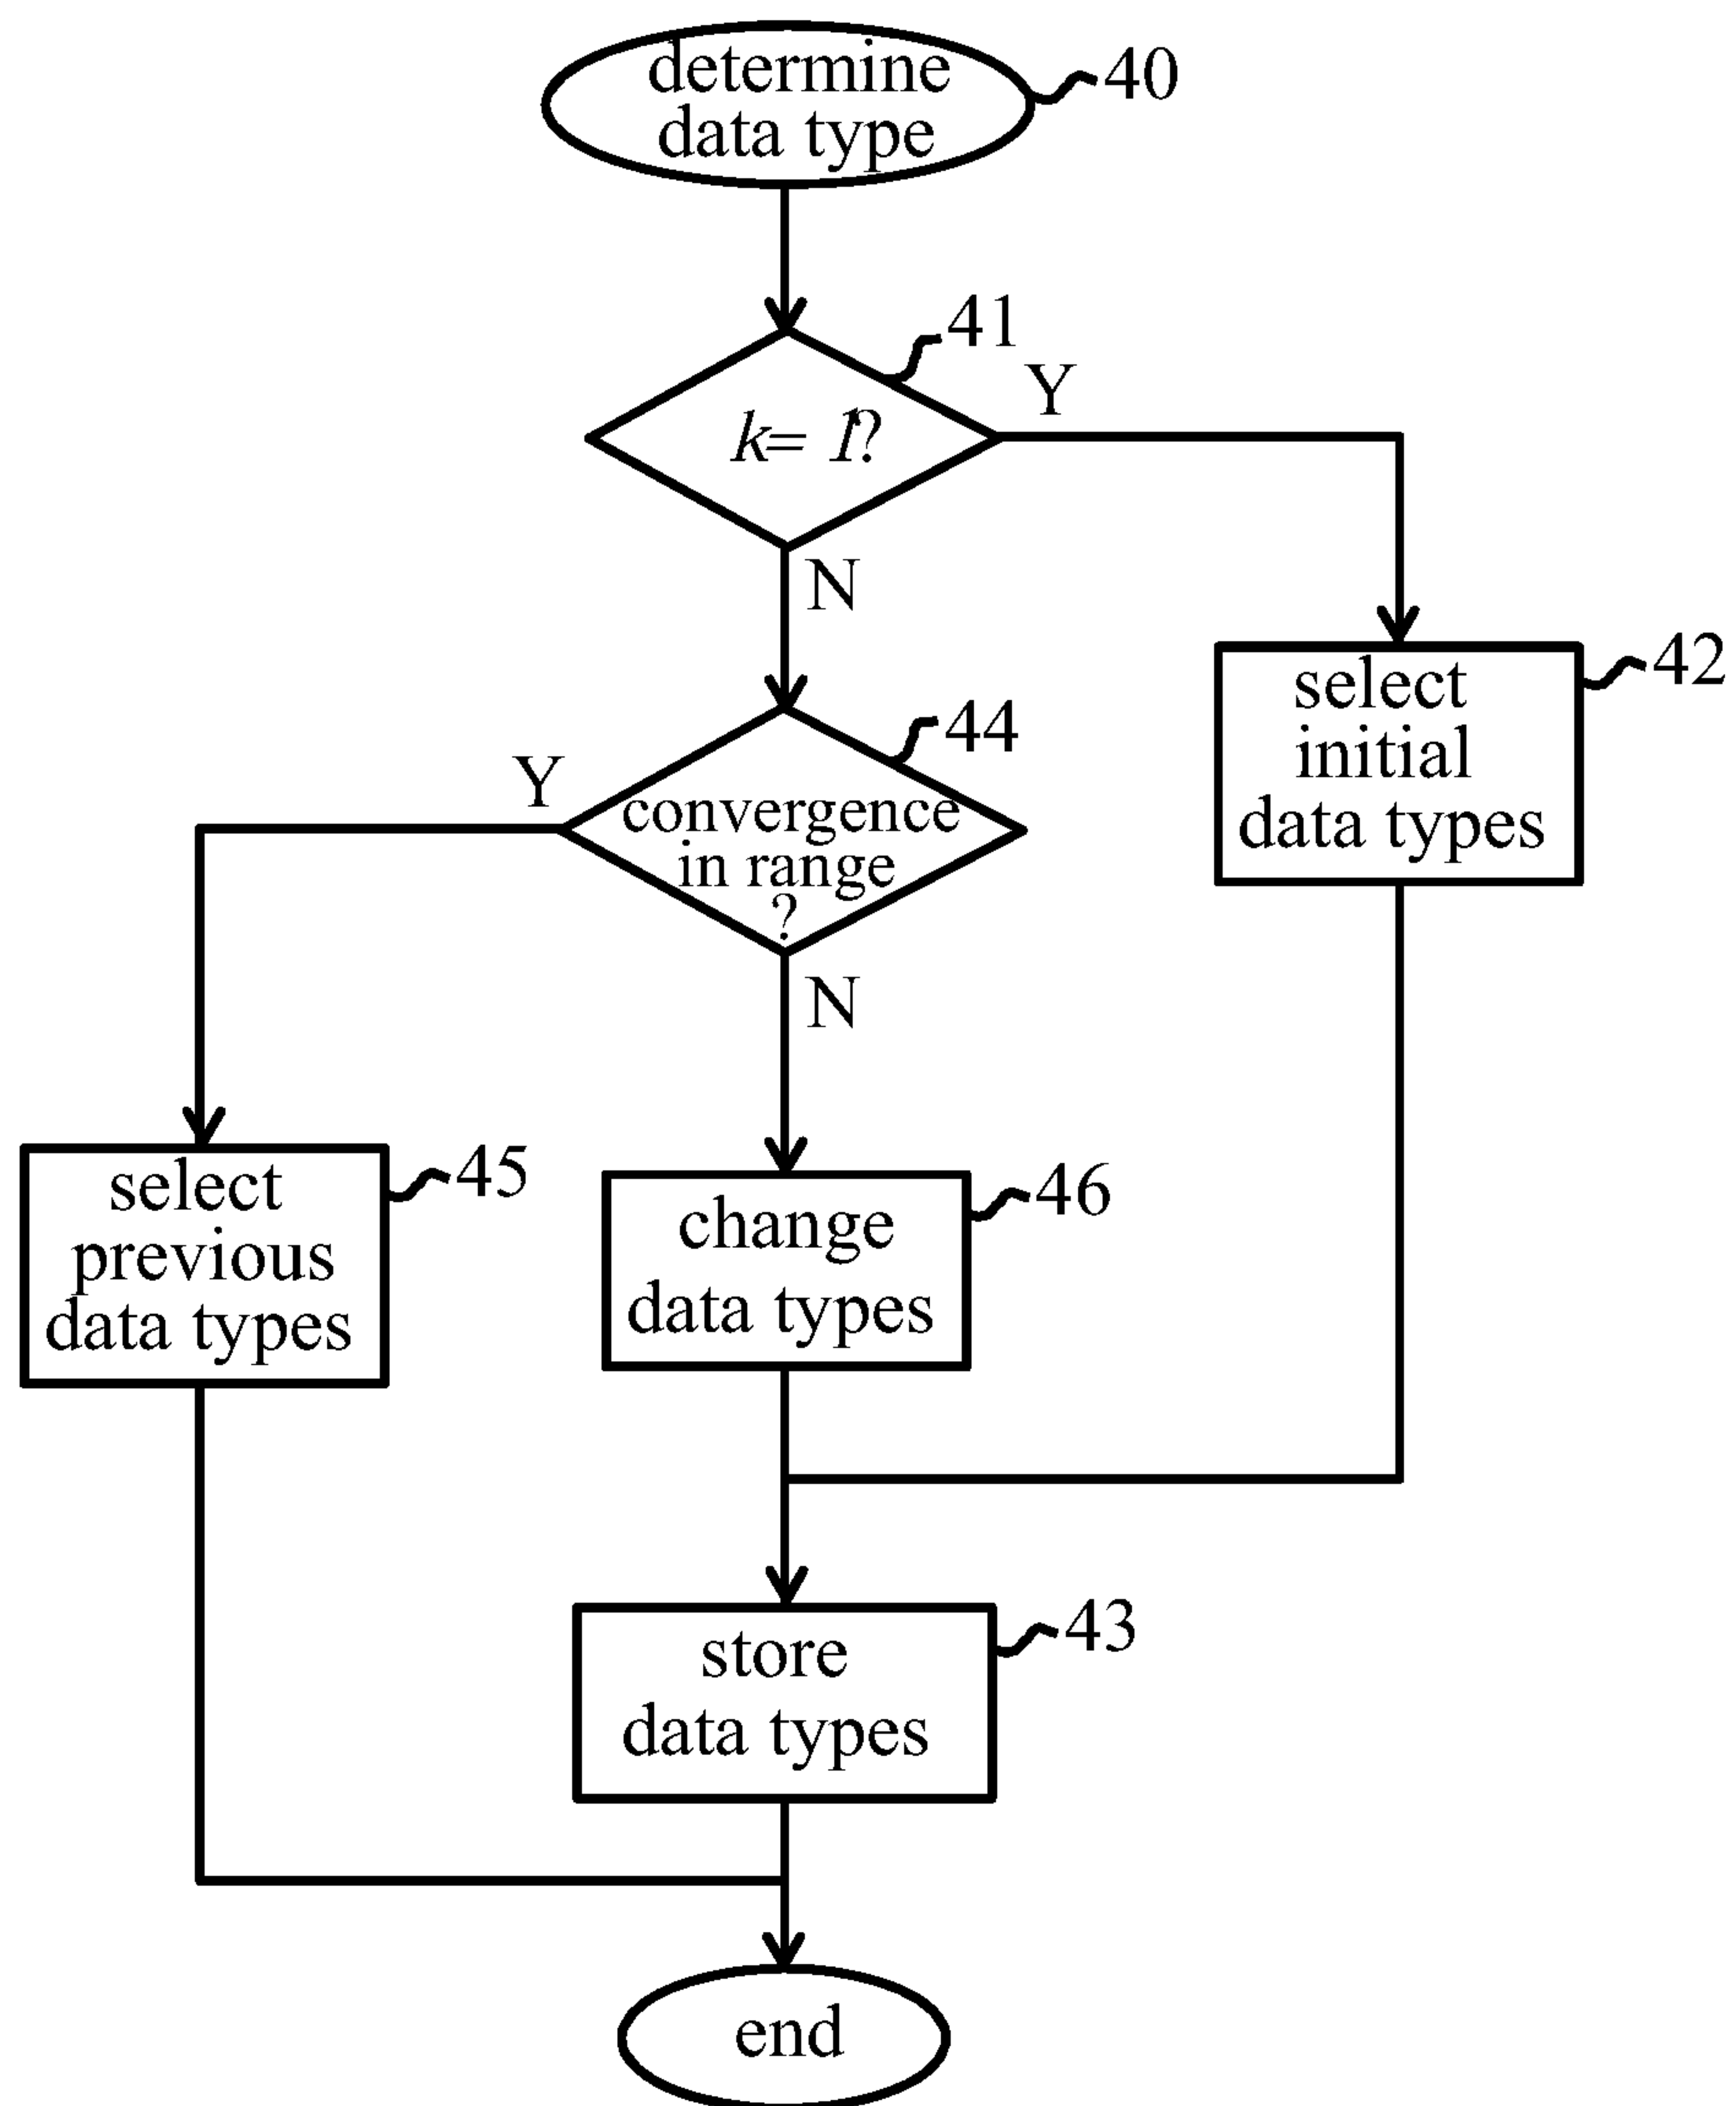 determine
data type
40
41
k= 1?
Y
N
42
select
initial
data types
44
Y
convergence
in range
?
N
45
select
previous
data types
46
change
data types
43
store
data types
end